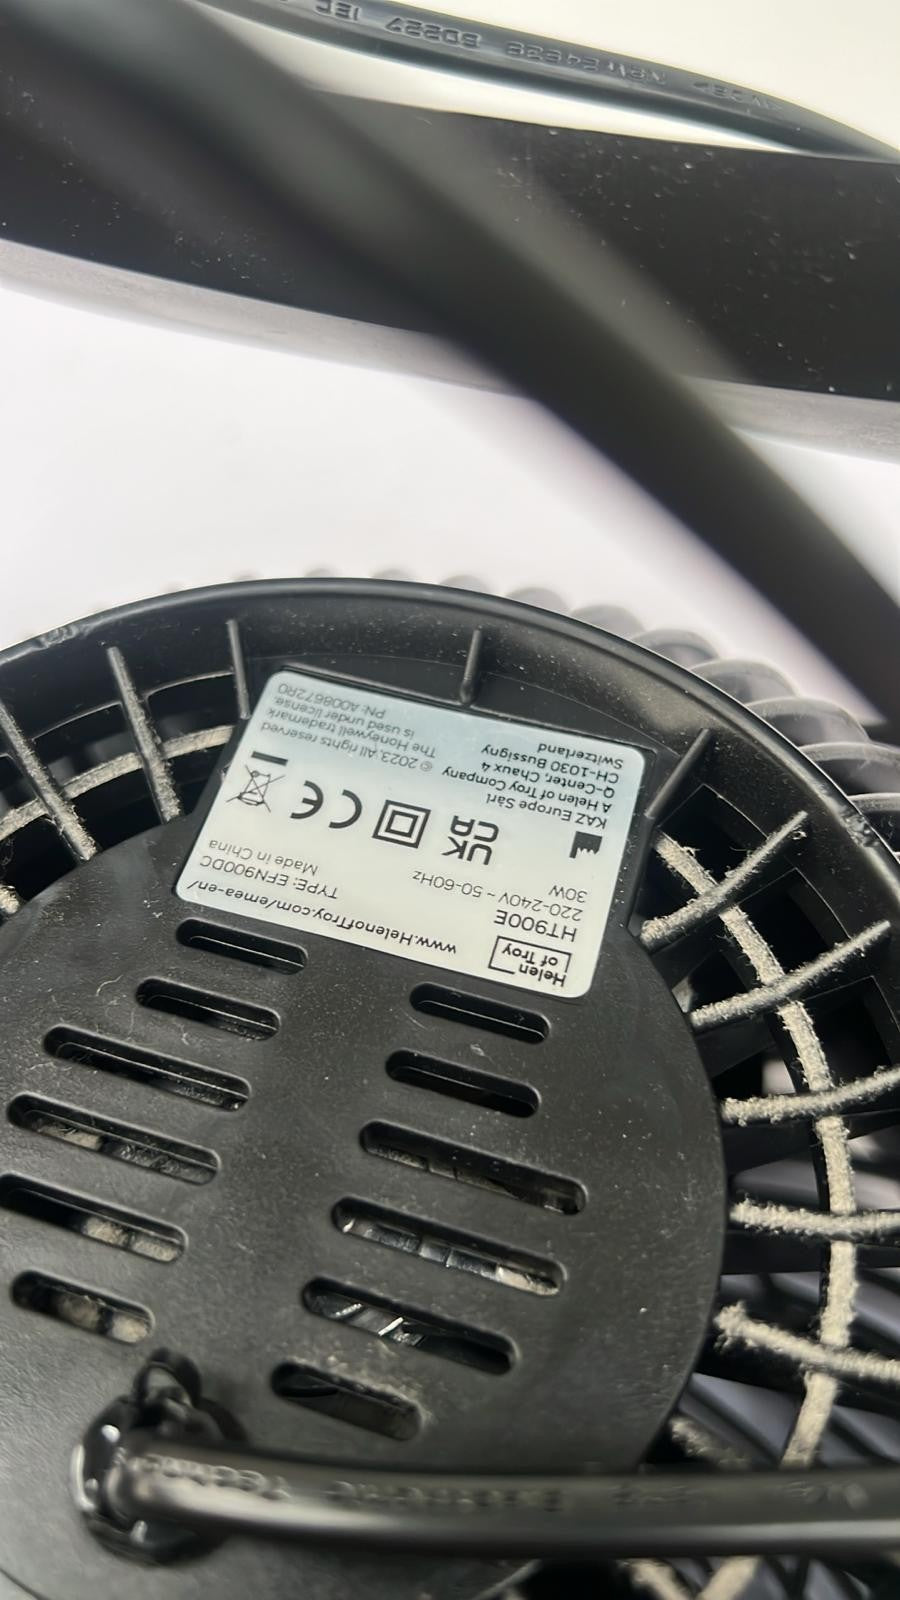 Helen
of Troy
www.HelenofTroy.com/emea-en/
HT900E
220-240V ~ 50-60Hz
30W
TYPE: EFN900DC
Made in China
UK
CA
CE
KAZ Europe Sàrl
A Helen of Troy Company
Q-Center, Chaux 4
CH-1030 Bussigny
Switzerland
© 2023, All rights reserved
The Honeywell trademark
is used under license.
PN: A008672R0
IEC